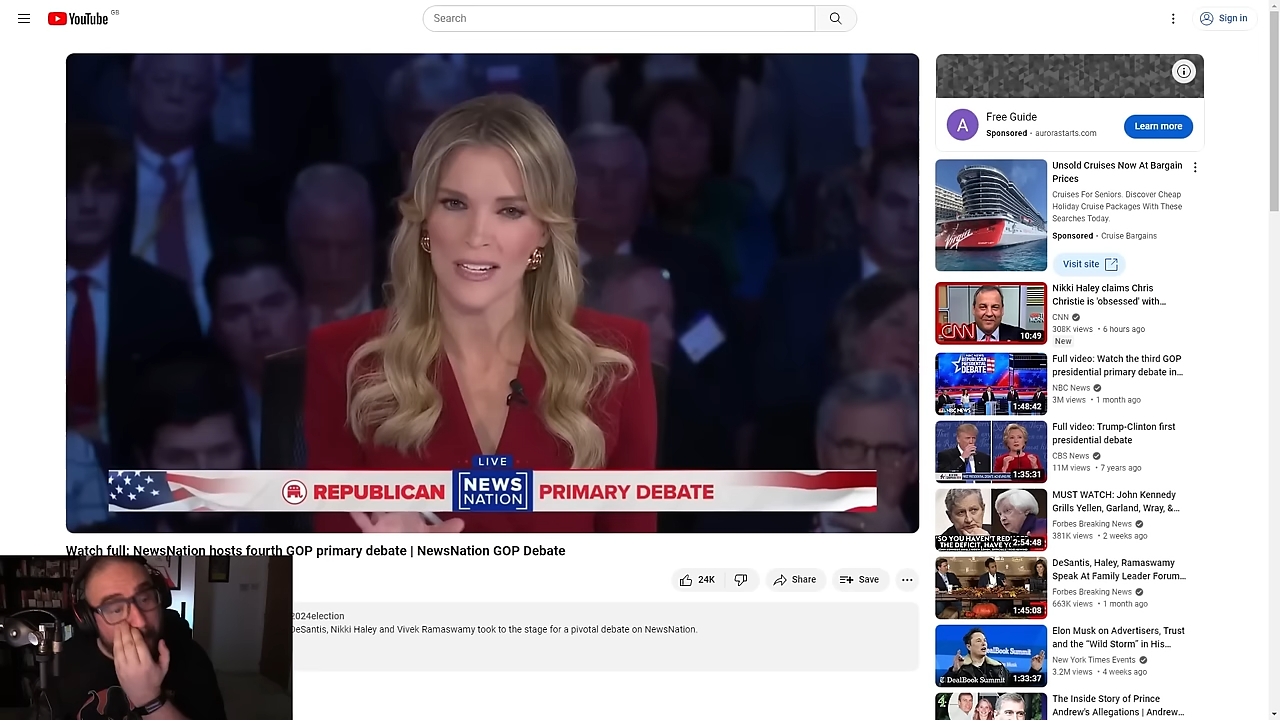 YouTube GB
Search
Sign in
LIVE
REPUBLICAN
NEWS
NATION
PRIMARY DEBATE
Watch full: NewsNation hosts fourth GOP primary debate | NewsNation GOP Debate
24K
Share
Save
2024election
DeSantis, Nikki Haley and Vivek Ramaswamy took to the stage for a pivotal debate on NewsNation.
A
Free Guide
Sponsored · aurorastarts.com
Learn more
Unsold Cruises Now At Bargain
Prices
Cruises For Seniors. Discover Cheap
Holiday Cruise Packages With These
Searches Today.
Sponsored · Cruise Bargains
Visit site
Virgin
Nikki Haley claims Chris
Christie is 'obsessed' with...
CNN
308K views • 6 hours ago
New
CNN
10:49
Full video: Watch the third GOP
presidential primary debate in...
NBC News
3M views • 1 month ago
1:48:42
Full video: Trump-Clinton first
presidential debate
CBS News
11M views • 7 years ago
1:35:31
MUST WATCH: John Kennedy
Grills Yellen, Garland, Wray, &...
Forbes Breaking News
381K views • 2 weeks ago
2:54:48
DeSantis, Haley, Ramaswamy
Speak At Family Leader Forum...
Forbes Breaking News
663K views • 1 month ago
1:45:08
Elon Musk on Advertisers, Trust
and the “Wild Storm” in His...
New York Times Events
3.2M views • 4 weeks ago
DealBook Summit
1:33:37
The Inside Story of Prince
Andrew's Allegations | Andrew...